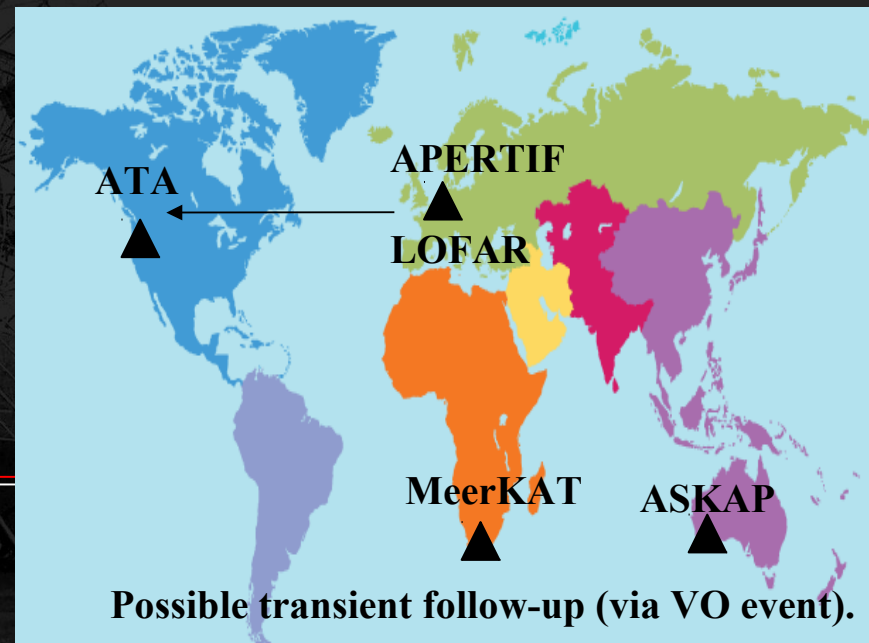 ATA
APERTIF
LOFAR
MeerKAT
ASKAP
Possible transient follow-up (via VO event).